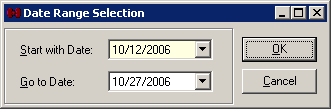 Date Range Selection
Start with Date: 10/12/2006 OK
Go to Date: 10/27/2006 Cancel